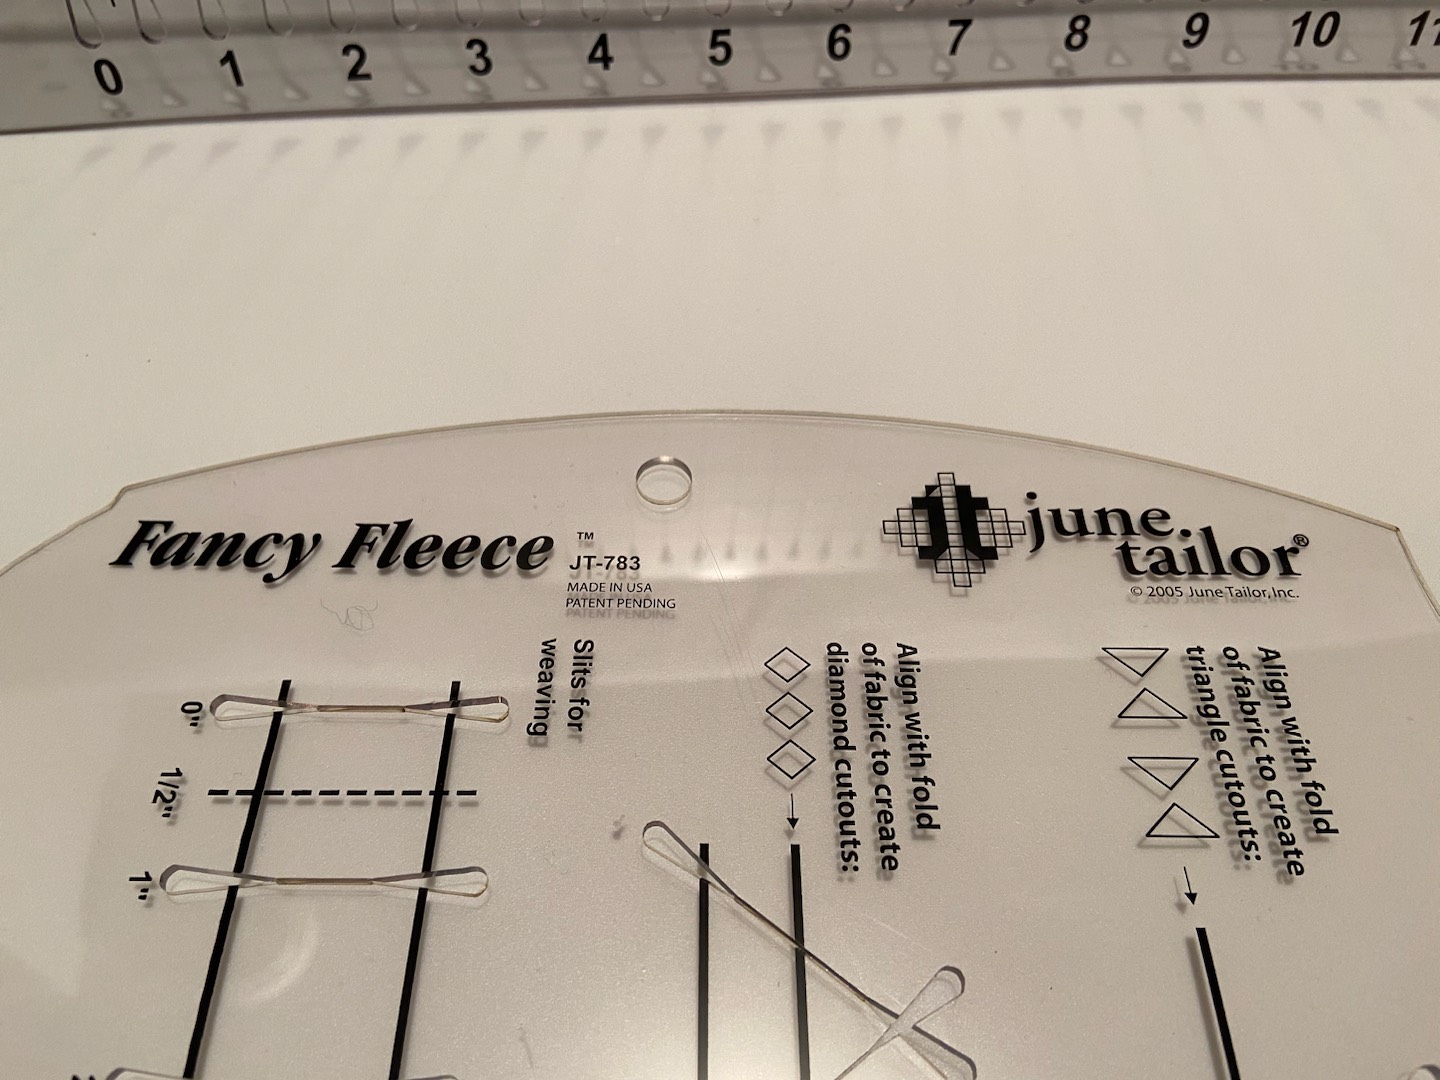 0 1 2 3 4 5 6 7 8 9 10 11
Fancy Fleece ™
JT-783
MADE IN USA
PATENT PENDING
june
tailor®
© 2005 June Tailor, Inc.
Slits for
weaving
0"
1/2"
1"
Align with fold
of fabric to create
diamond cutouts:
Align with fold
of fabric to create
triangle cutouts: